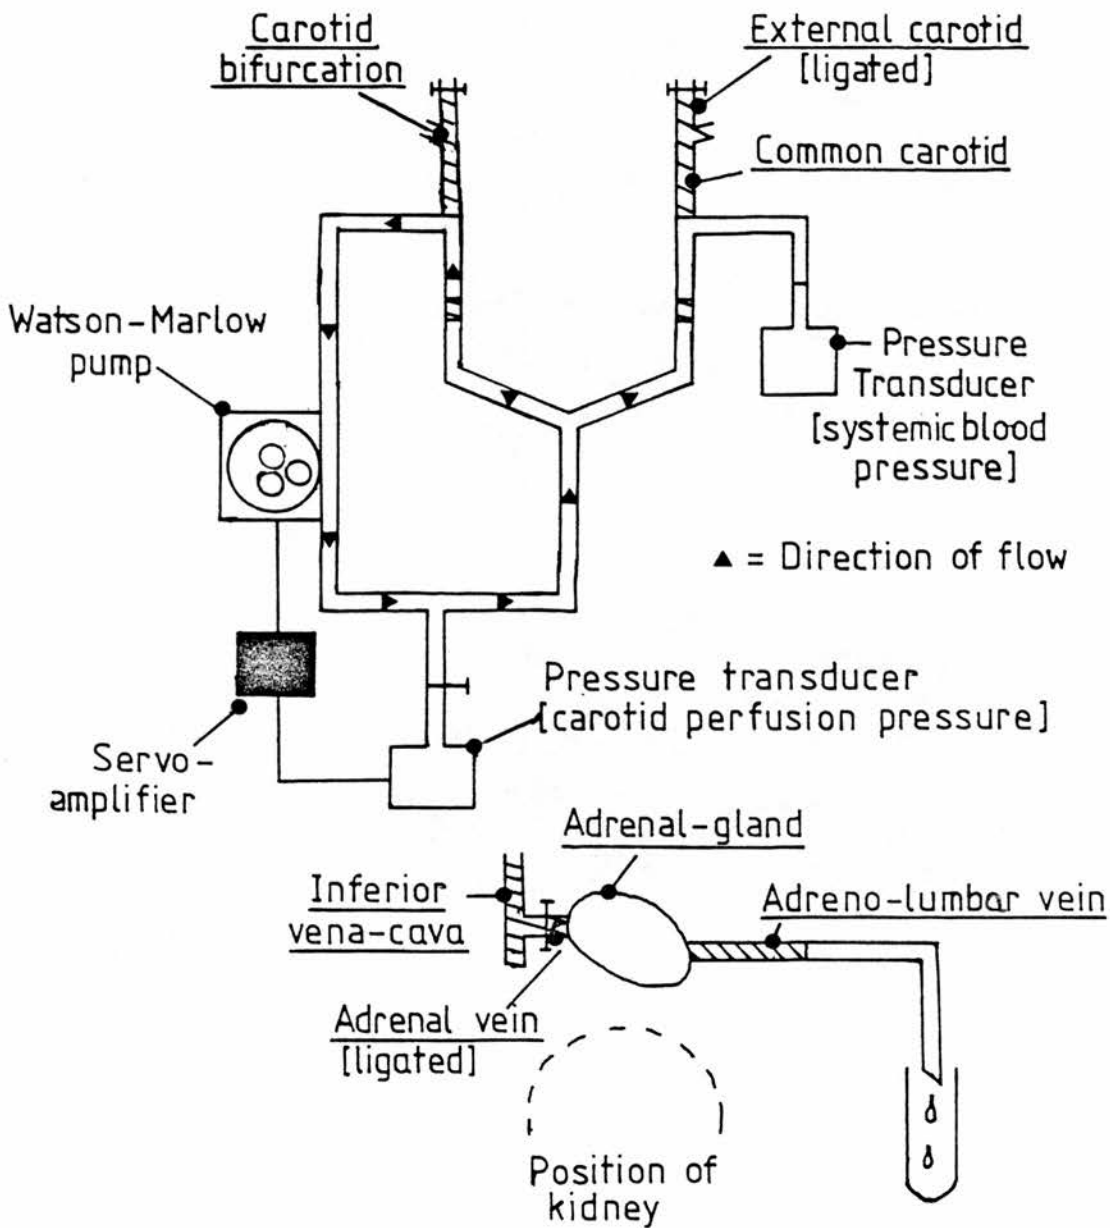 Carotid
bifurcation
External carotid
[ligated]
Common carotid
Watson-Marlow
pump
Pressure
Transducer
[systemic blood
pressure]
▲ = Direction of flow
Pressure transducer
[carotid perfusion pressure]
Servo-
amplifier
Adrenal-gland
Inferior
vena-cava
Adreno-lumbar vein
Adrenal vein
[ligated]
Position of
kidney